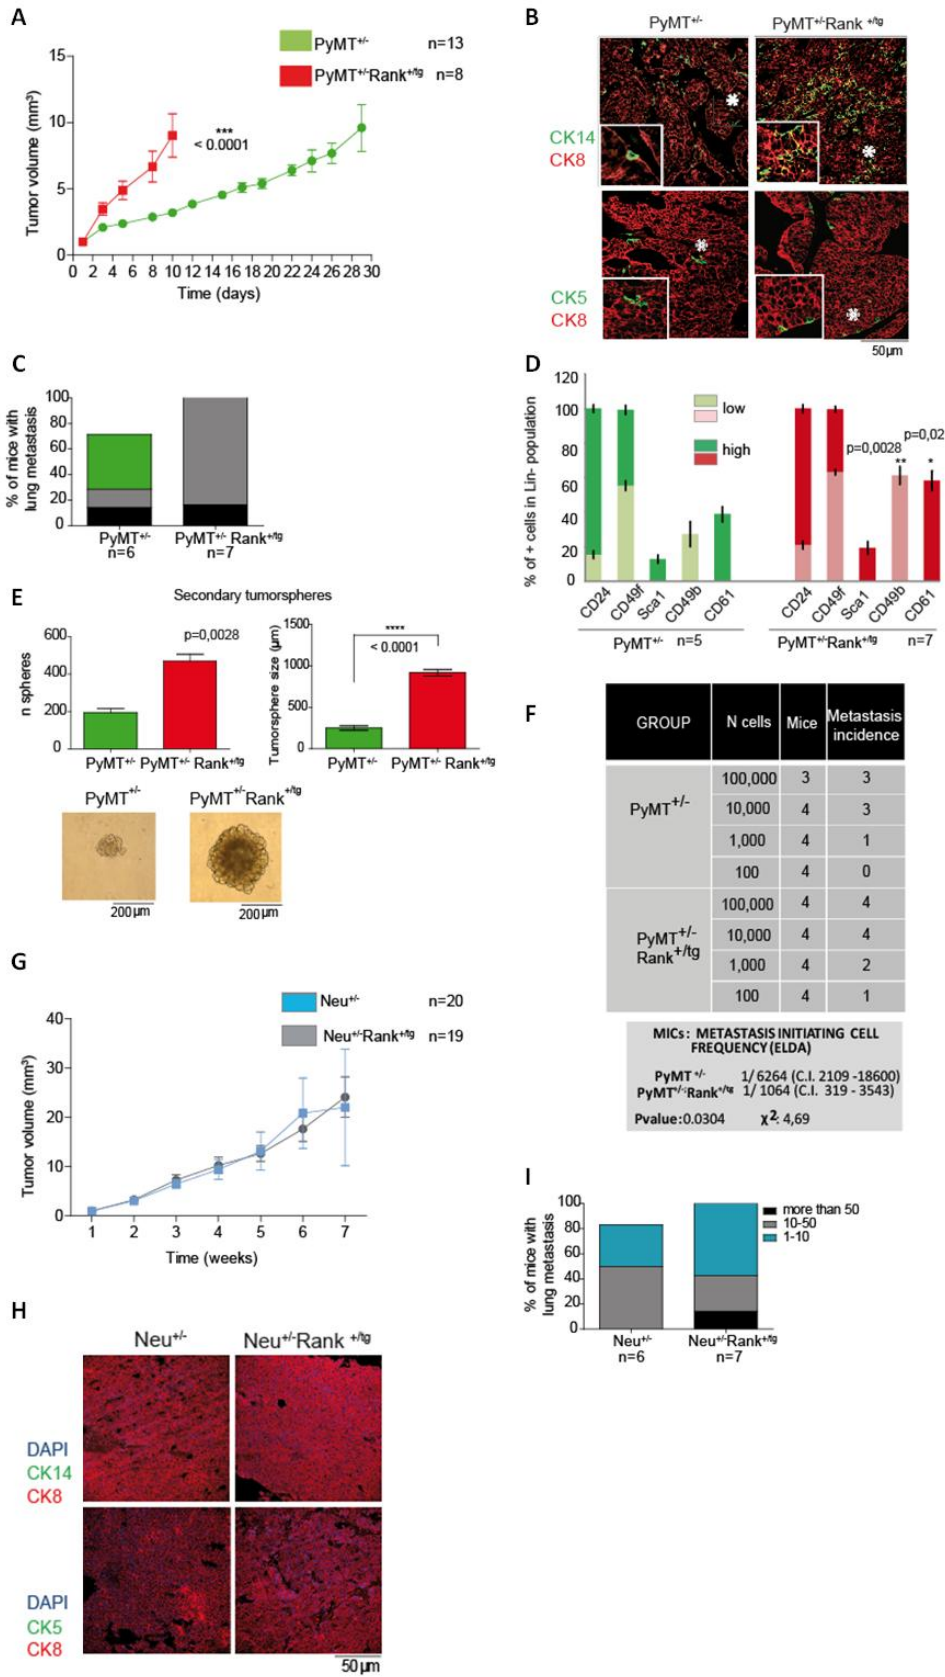 A
PyMT+/- n=13
PyMT+/-Rank+/tg n=8
15
10
5
0
Tumor volume (mm³)
***
< 0.0001
0 2 4 6 8 10 12 14 16 18 20 22 24 26 28 30
Time (days)
B
PyMT+/- PyMT+/-Rank +/tg
CK14
CK8
CK5
CK8
50µm
C
% of mice with
lung metastasis
100
80
60
40
20
0
PyMT+/- PyMT+/- Rank+/tg
n=6 n=7
D
% of + cells in Lin- population
120
100
80
60
40
20
0
low
high
p=0,0028
p=0,02
** *
CD24 CD49f Sca1 CD49b CD61
CD24 CD49f Sca1 CD49b CD61
PyMT+/- n=5
PyMT+/-Rank+/tg n=7
E
Secondary tumorspheres
n spheres
600
400
200
0
p=0,0028
PyMT+/- PyMT+/- Rank+/tg
Tumorsphere size (µm)
1500
1000
500
0
****
< 0.0001
PyMT+/- PyMT+/- Rank+/tg
PyMT+/- PyMT+/-Rank+/tg
200µm 200µm
F
GROUP N cells Mice Metastasis
incidence
PyMT+/-
100,000 3 3
10,000 4 3
1,000 4 1
100 4 0
PyMT+/-
Rank+/tg
100,000 4 4
10,000 4 4
1,000 4 2
100 4 1
MICs: METASTASIS INITIATING CELL
FREQUENCY (ELDA)
PyMT +/- 1/ 6264 (C.I. 2109 -18600)
PyMT+/-;Rank+/tg 1/ 1064 (C.I. 319 - 3543)
Pvalue:0.0304 χ2: 4,69
G
Neu+/- n=20
Neu+/-Rank+/tg n=19
Tumor volume (mm³)
40
30
20
10
0
1 2 3 4 5 6 7
Time (weeks)
H
Neu+/- Neu+/-Rank +/tg
DAPI
CK14
CK8
DAPI
CK5
CK8
50µm
I
% of mice with
lung metastasis
100
80
60
40
20
0
more than 50
10-50
1-10
Neu+/- Neu+/-Rank+/tg
n=6 n=7